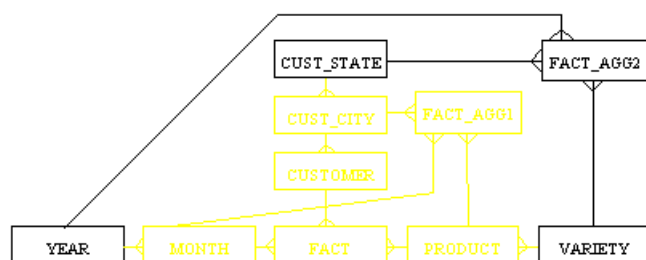 CUST_STATE
FACT_AGG2
CUST_CITY
FACT_AGG1
CUSTOMER
YEAR
MONTH
FACT
PRODUCT
VARIETY